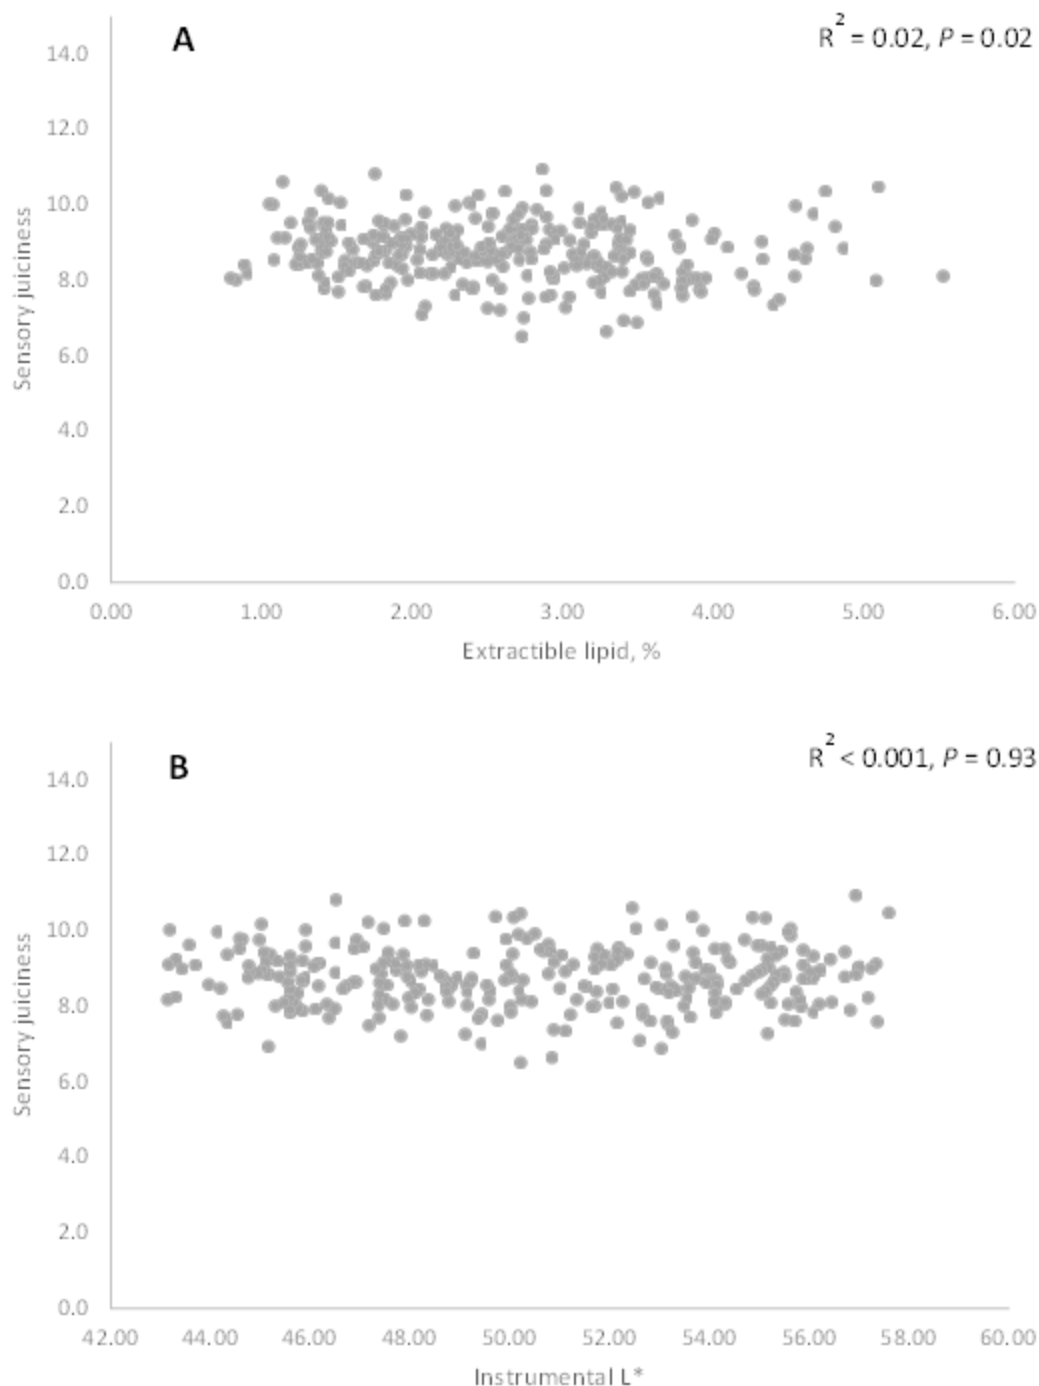 A
R² = 0.02, P = 0.02
14.0
12.0
10.0
8.0
6.0
4.0
2.0
0.0
Sensory juiciness
0.00 1.00 2.00 3.00 4.00 5.00 6.00
Extractible lipid, %
B
R² < 0.001, P = 0.93
14.0
12.0
10.0
8.0
6.0
4.0
2.0
0.0
Sensory juiciness
42.00 44.00 46.00 48.00 50.00 52.00 54.00 56.00 58.00 60.00
Instrumental L*